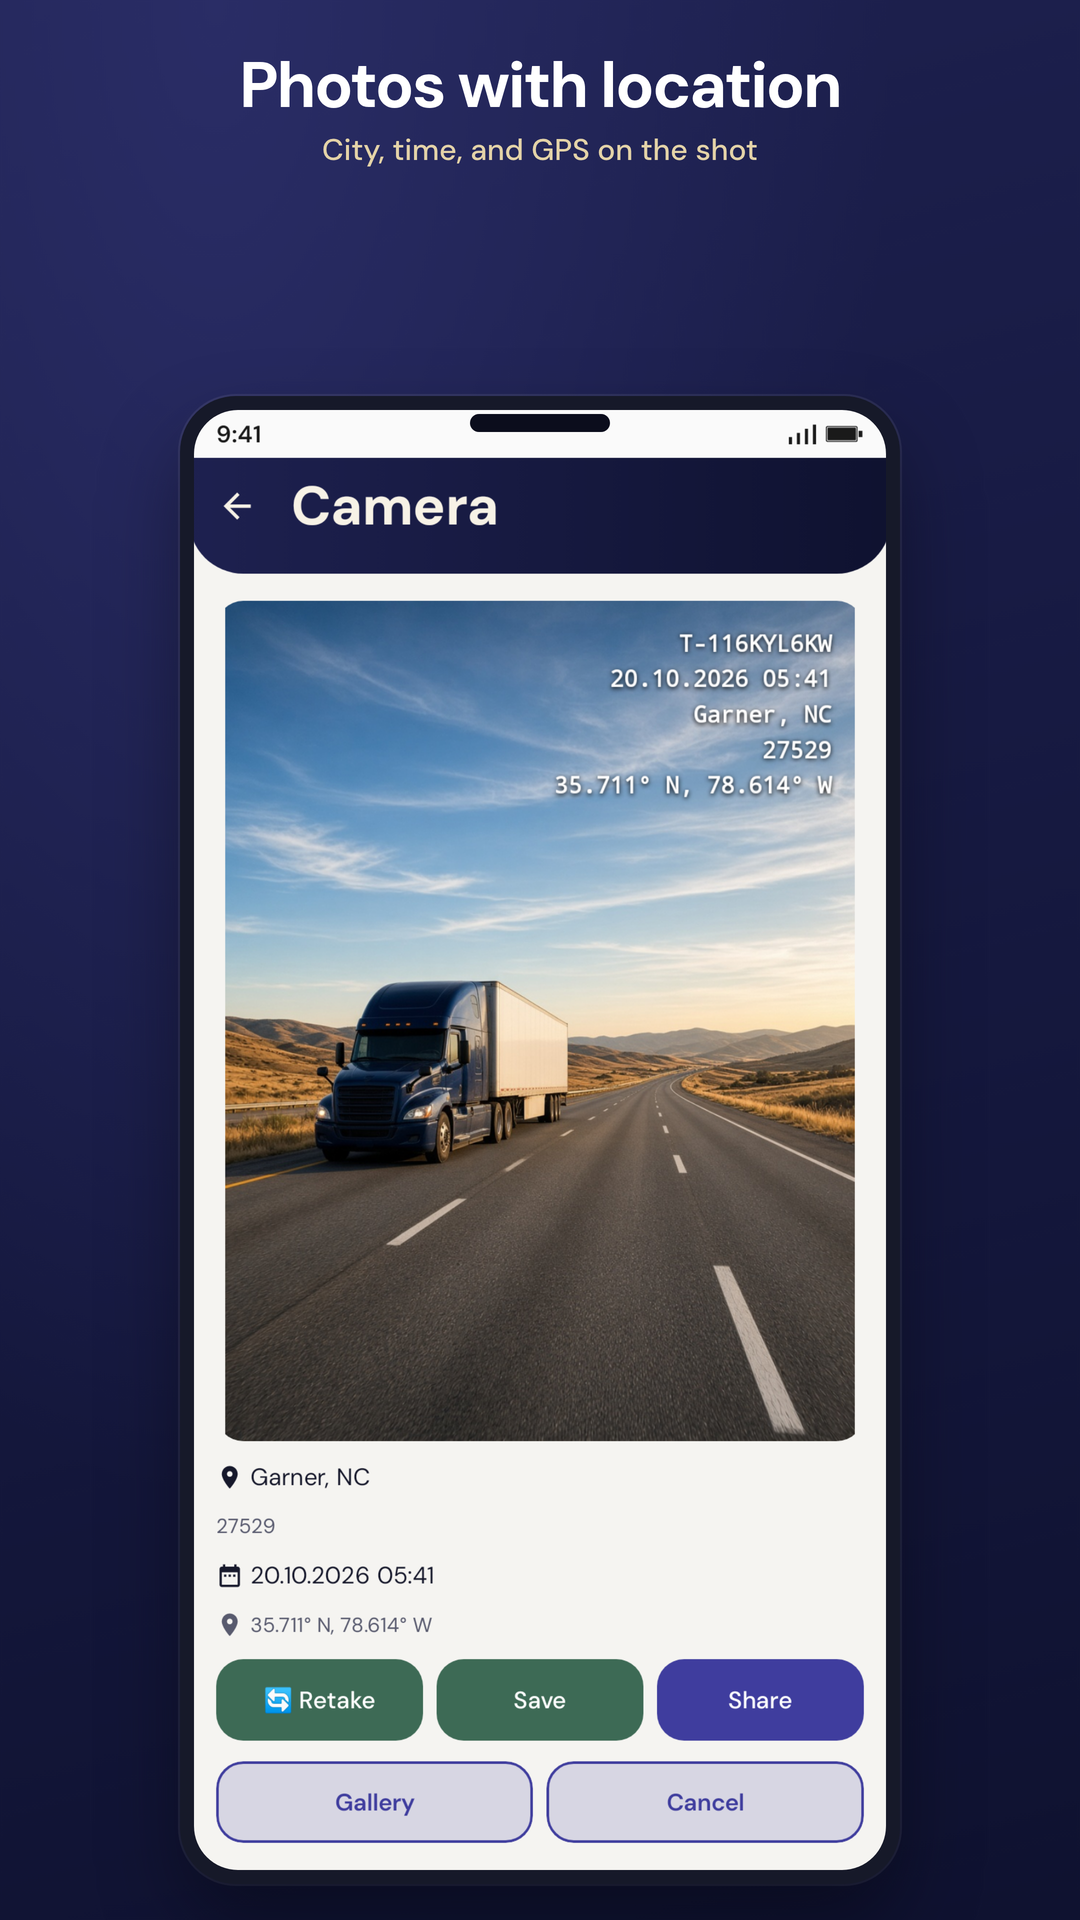 Photos with location
City, time, and GPS on the shot
9:41
Camera
T-116KYL6KW
20.10.2026 05:41
Garner, NC
27529
35.711° N, 78.614° W
Garner, NC
27529
20.10.2026 05:41
35.711° N, 78.614° W
Retake
Save
Share
Gallery
Cancel